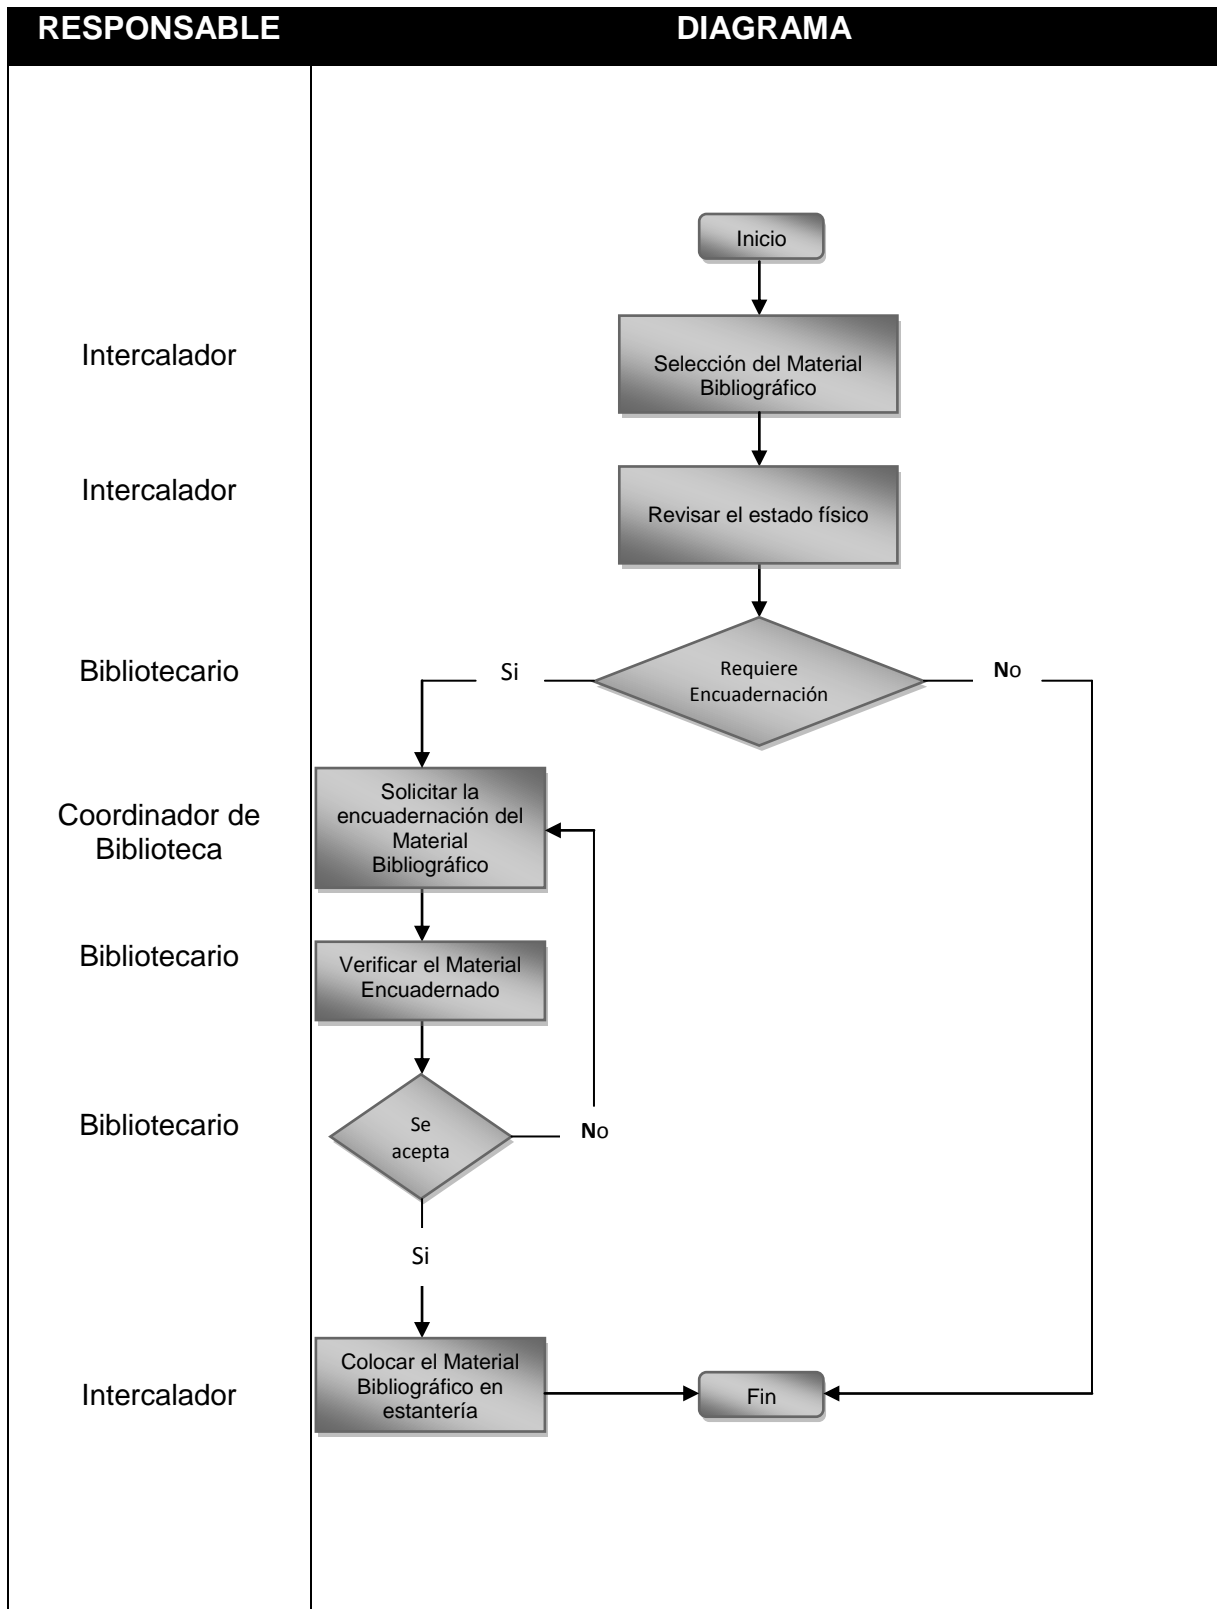 RESPONSABLE
DIAGRAMA
Inicio
Intercalador
Selección del Material
Bibliográfico
Intercalador
Revisar el estado físico
Bibliotecario
Si
Requiere
Encuadernación
No
Coordinador de
Biblioteca
Solicitar la
encuadernación del
Material
Bibliográfico
Bibliotecario
Verificar el Material
Encuadernado
Bibliotecario
Se
acepta
No
Si
Intercalador
Colocar el Material
Bibliográfico en
estantería
Fin